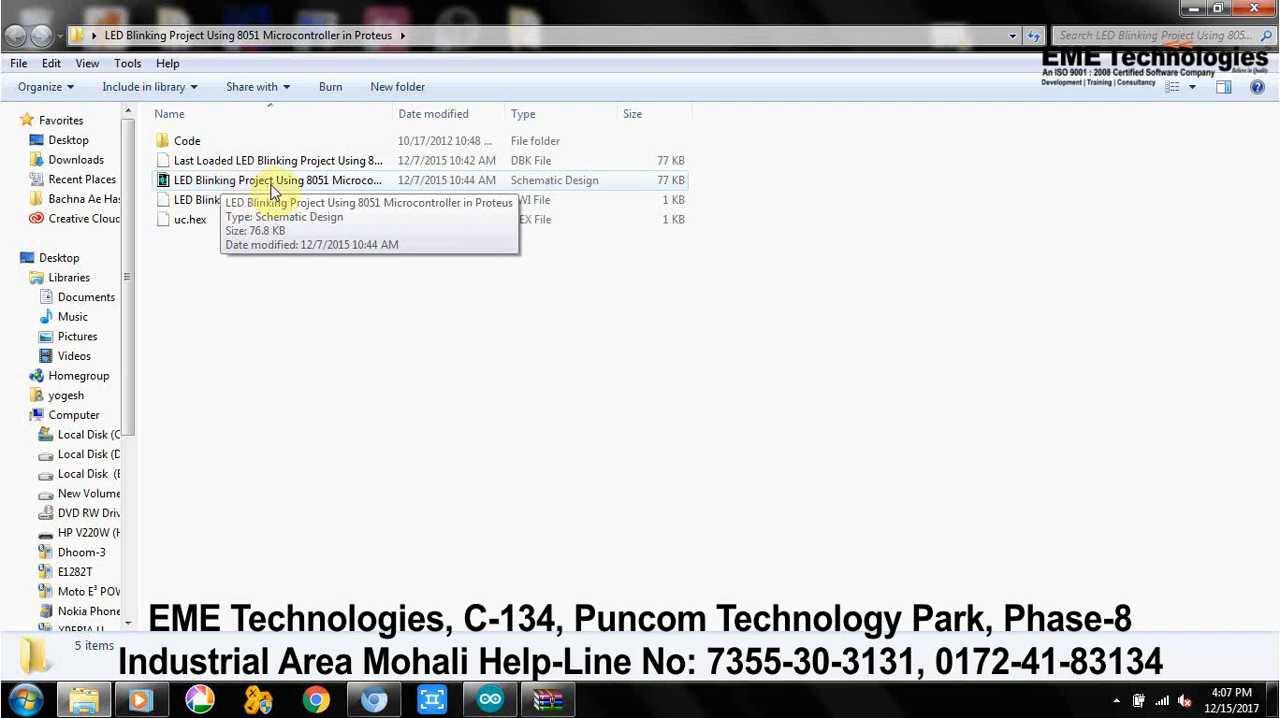 LED Blinking Project Using 8051 Microcontroller in Proteus
Search LED Blinking Project Using 805...
EME Technologies
Believe in Quality
An ISO 9001 : 2008 Certified Software Company
Development | Training | Consultancy
File Edit View Tools Help
Organize Include in library Share with Burn New folder
Name Date modified Type Size
Code 10/17/2012 10:48 ... File folder
Last Loaded LED Blinking Project Using 8... 12/7/2015 10:42 AM DBK File 77 KB
LED Blinking Project Using 8051 Microco... 12/7/2015 10:44 AM Schematic Design 77 KB
LED Blink WI File 1 KB
uc.hex EX File 1 KB
LED Blinking Project Using 8051 Microcontroller in Proteus
Type: Schematic Design
Size: 76.8 KB
Date modified: 12/7/2015 10:44 AM
Favorites
Desktop
Downloads
Recent Places
Bachna Ae Has
Creative Cloud
Desktop
Libraries
Documents
Music
Pictures
Videos
Homegroup
yogesh
Computer
Local Disk (C
Local Disk (D
Local Disk (E
New Volume
DVD RW Driv
HP V220W (H
Dhoom-3
E1282T
Moto E³ POW
Nokia Phone
XPERIA U
5 items
EME Technologies, C-134, Puncom Technology Park, Phase-8
Industrial Area Mohali Help-Line No: 7355-30-3131, 0172-41-83134
4:07 PM
12/15/2017